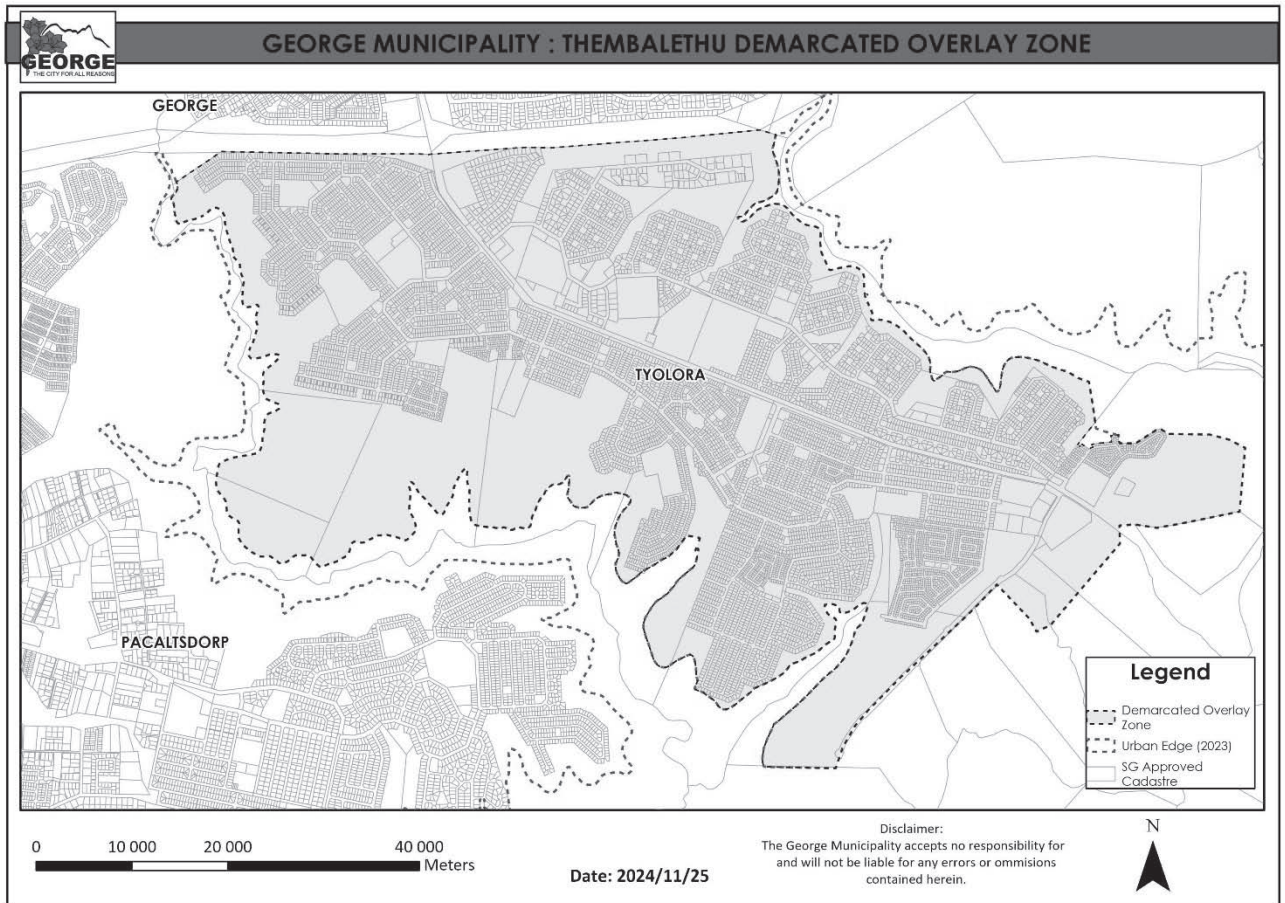 GEORGE
THE CITY FOR ALL REASONS
GEORGE MUNICIPALITY : THEMBALETHU DEMARCATED OVERLAY ZONE
GEORGE
TYOLORA
PACALTSDORP
Legend
Demarcated Overlay
Zone
Urban Edge (2023)
SG Approved
Cadastre
0 10 000 20 000 40 000
Meters
Date: 2024/11/25
Disclaimer:
The George Municipality accepts no responsibility for
and will not be liable for any errors or ommisions
contained herein.
N